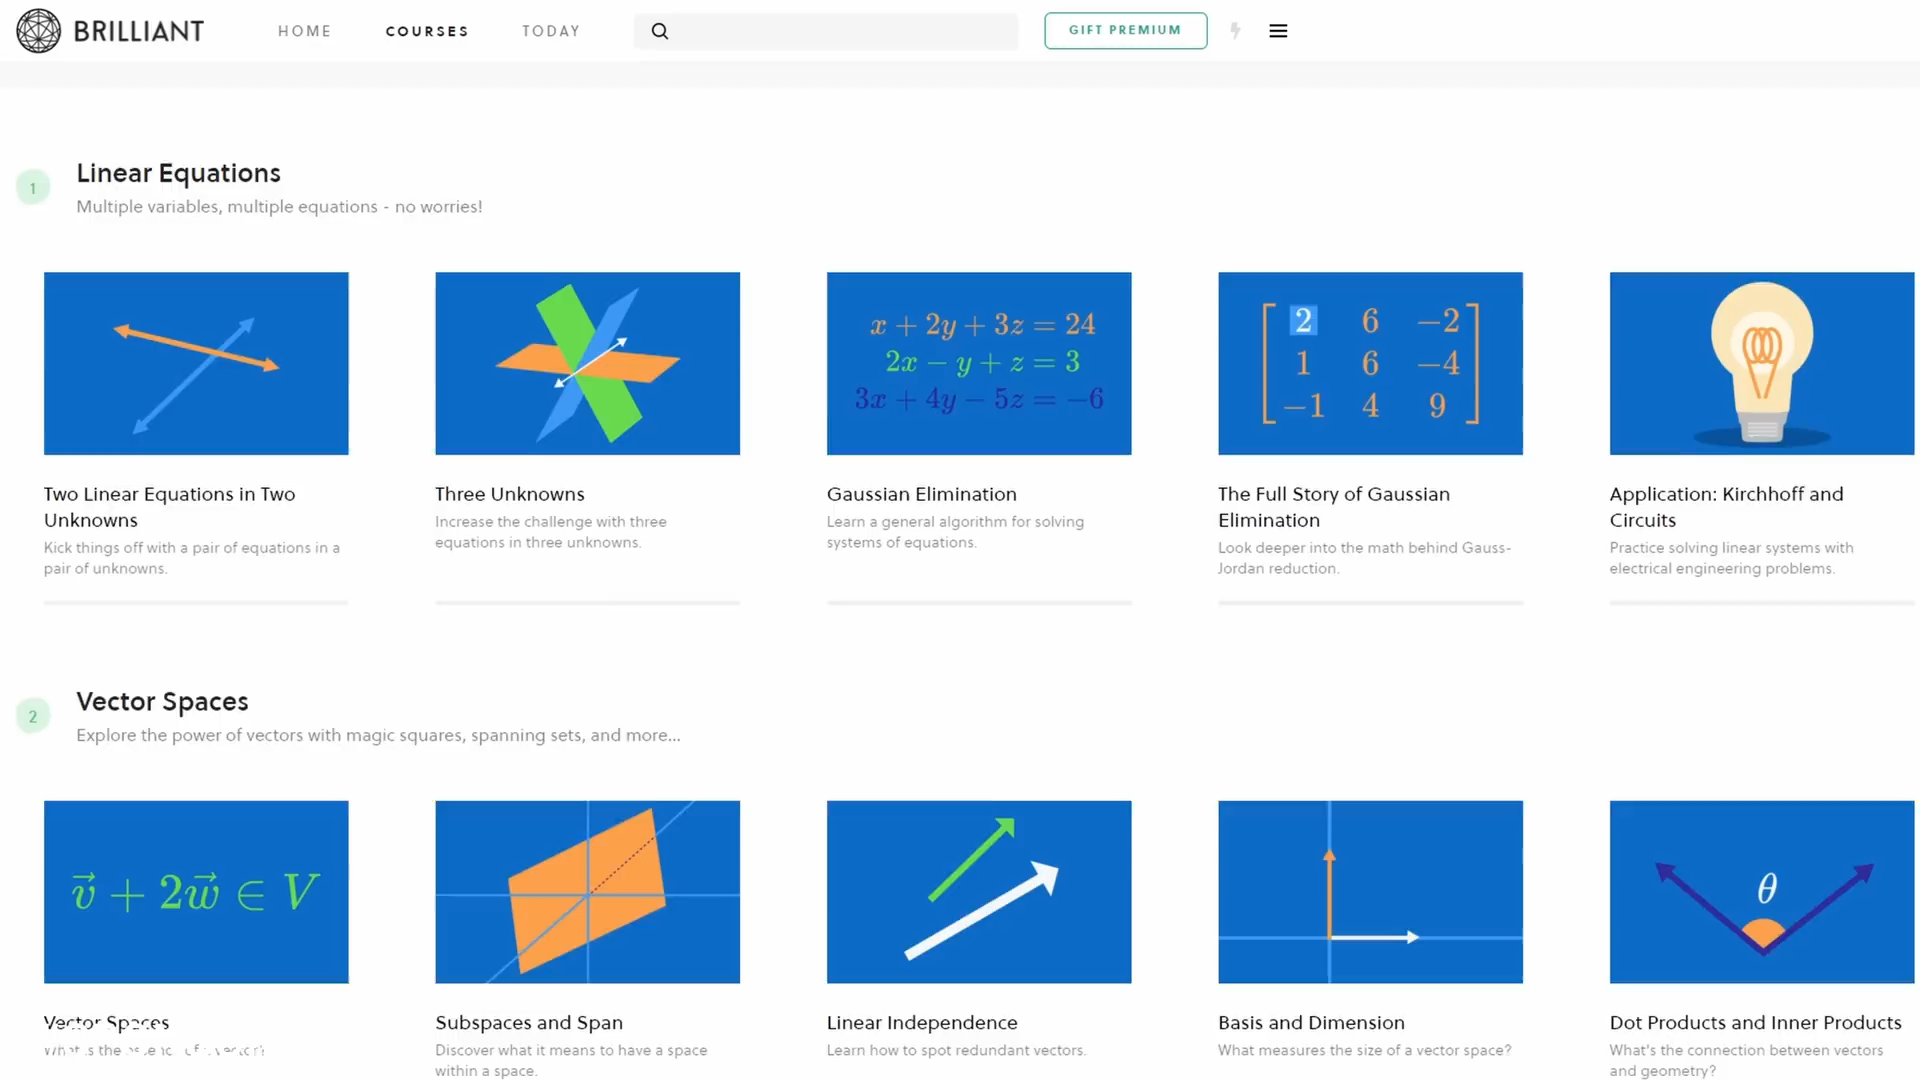 BRILLIANT
HOME COURSES TODAY
GIFT PREMIUM
1
Linear Equations
Multiple variables, multiple equations - no worries!
x + 2y + 3z = 24
2x − y + z = 3
3x + 4y − 5z = −6
2 6 −2
1 6 −4
−1 4 9
Two Linear Equations in Two
Unknowns
Kick things off with a pair of equations in a
pair of unknowns.
Three Unknowns
Increase the challenge with three
equations in three unknowns.
Gaussian Elimination
Learn a general algorithm for solving
systems of equations.
The Full Story of Gaussian
Elimination
Look deeper into the math behind Gauss-
Jordan reduction.
Application: Kirchhoff and
Circuits
Practice solving linear systems with
electrical engineering problems.
2
Vector Spaces
Explore the power of vectors with magic squares, spanning sets, and more...
v⃗ + 2w⃗ ∈ V
θ
Vector Spaces
What is the of a vector?
Subspaces and Span
Discover what it means to have a space
within a space.
Linear Independence
Learn how to spot redundant vectors.
Basis and Dimension
What measures the size of a vector space?
Dot Products and Inner Products
What's the connection between vectors
and geometry?